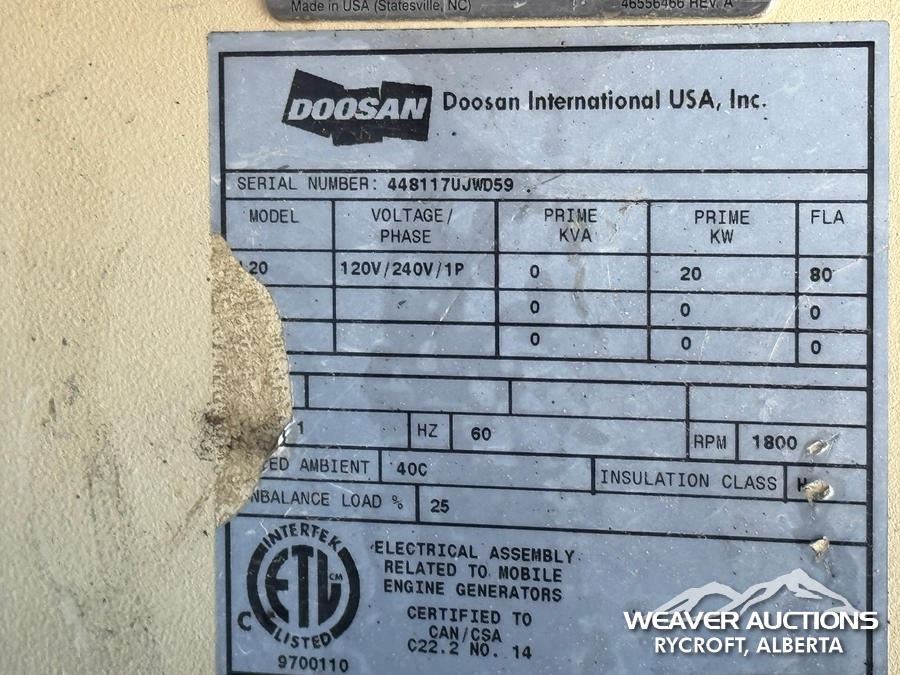 Made in USA (Statesville, NC) 46556466 REV. A
DOOSAN Doosan International USA, Inc.
SERIAL NUMBER: 448117UJWD59
MODEL VOLTAGE/ PRIME PRIME FLA
PHASE KVA KW
L20 120V/240V/1P 0 20 80
0 0 0
0 0 0
1 HZ 60 RPM 1800
AMBIENT 40C INSULATION CLASS H
LOAD % 25
INTERTEK
ETL CM
LISTED
C
9700110
ELECTRICAL ASSEMBLY
RELATED TO MOBILE
ENGINE GENERATORS
CERTIFIED TO
CAN/CSA
C22.2 NO. 14
WEAVER AUCTIONS
RYCROFT, ALBERTA